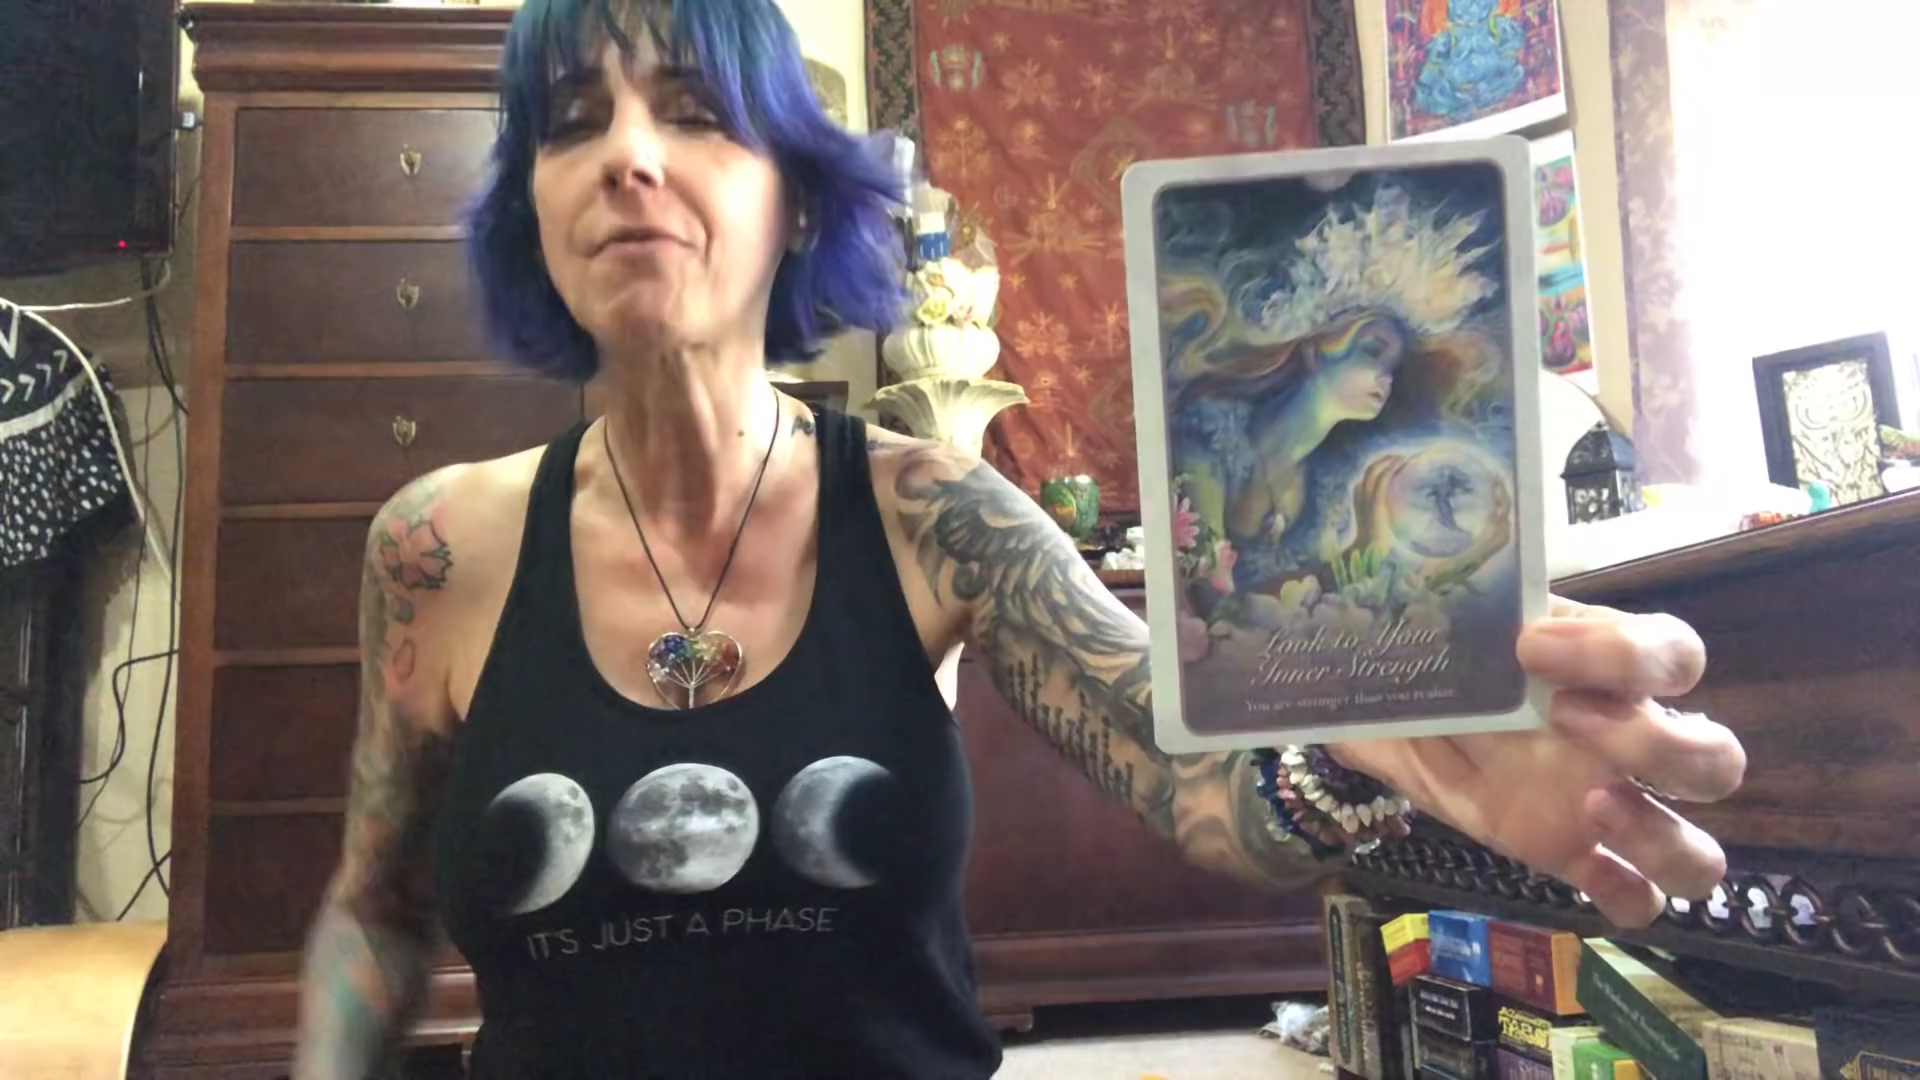 Look to Your
Inner Strength
You are stronger than you realize.
IT'S JUST A PHASE
TAROT